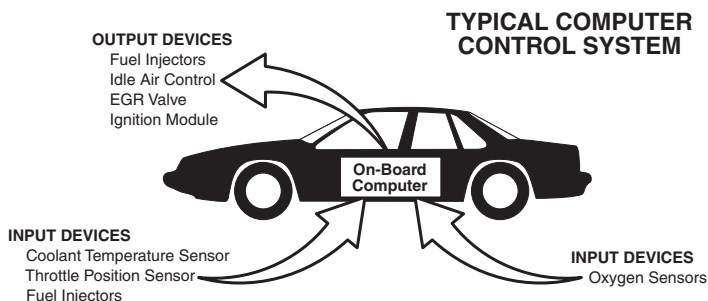 TYPICAL COMPUTER
CONTROL SYSTEM
OUTPUT DEVICES
Fuel Injectors
Idle Air Control
EGR Valve
Ignition Module
On-Board
Computer
INPUT DEVICES
Coolant Temperature Sensor
Throttle Position Sensor
Fuel Injectors
INPUT DEVICES
Oxygen Sensors